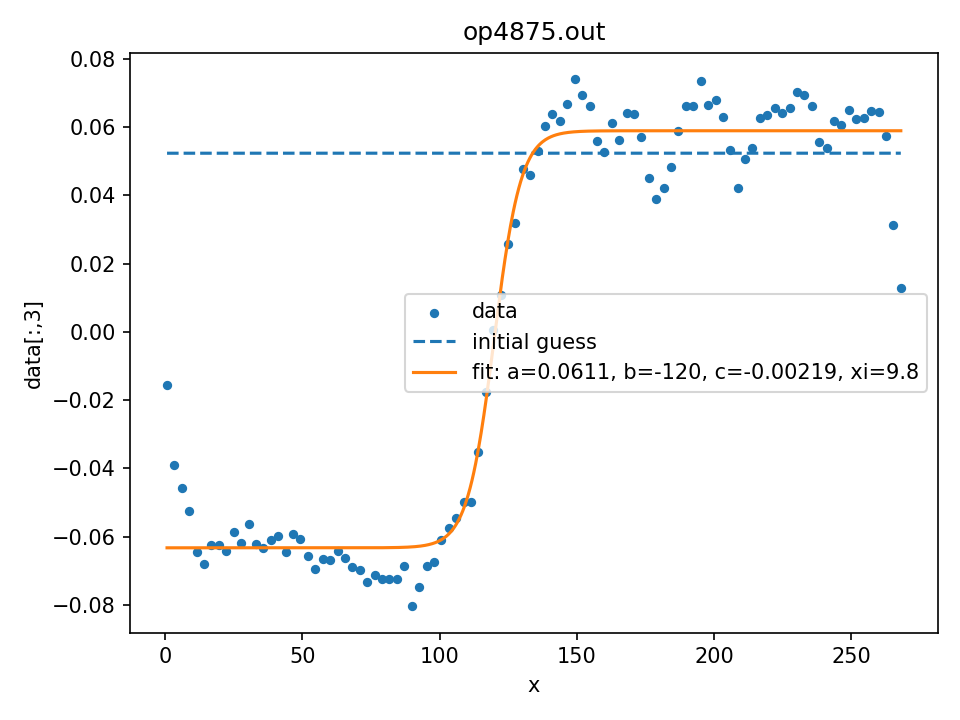 op4875.out
0.08
0.06
0.04
0.02
0.00
−0.02
−0.04
−0.06
−0.08
data[:,3]
data
initial guess
fit: a=0.0611, b=-120, c=-0.00219, xi=9.8
0 50 100 150 200 250
x